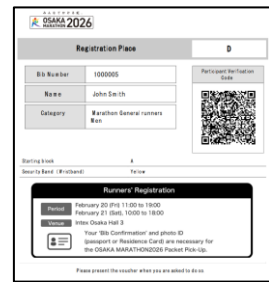 OSAKA
MARATHON 2026
Registration Place
D
Bib Number
1000005
Name
John Smith
Category
Marathon General runners
Men
Participant Verification
Code
Starting block
A
Security Band (Wristband)
Yellow
Runners' Registration
Period
February 20 (Fri) 11:00 to 19:00
February 21 (Sat), 10:00 to 18:00
Venue
Intex Osaka Hall 3
Your 'Bib Confirmation' and photo ID
(passport or Residence Card) are necessary for
the OSAKA MARATHON2026 Packet Pick-Up.
Please present the voucher when you are asked to do so